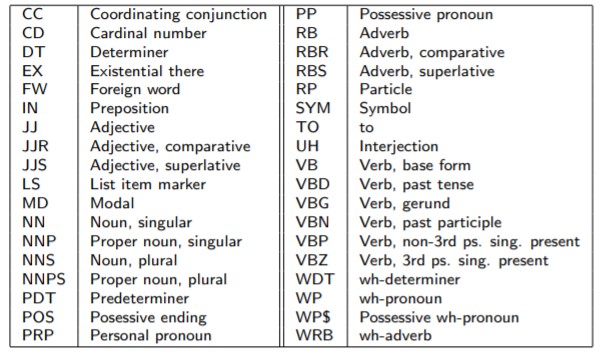 CC Coordinating conjunction PP Possessive pronoun
CD Cardinal number RB Adverb
DT Determiner RBR Adverb, comparative
EX Existential there RBS Adverb, superlative
FW Foreign word RP Particle
IN Preposition SYM Symbol
JJ Adjective TO to
JJR Adjective, comparative UH Interjection
JJS Adjective, superlative VB Verb, base form
LS List item marker VBD Verb, past tense
MD Modal VBG Verb, gerund
NN Noun, singular VBN Verb, past participle
NNP Proper noun, singular VBP Verb, non-3rd ps. sing. present
NNS Noun, plural VBZ Verb, 3rd ps. sing. present
NNPS Proper noun, plural WDT wh-determiner
PDT Predeterminer WP wh-pronoun
POS Posessive ending WP$ Possessive wh-pronoun
PRP Personal pronoun WRB wh-adverb